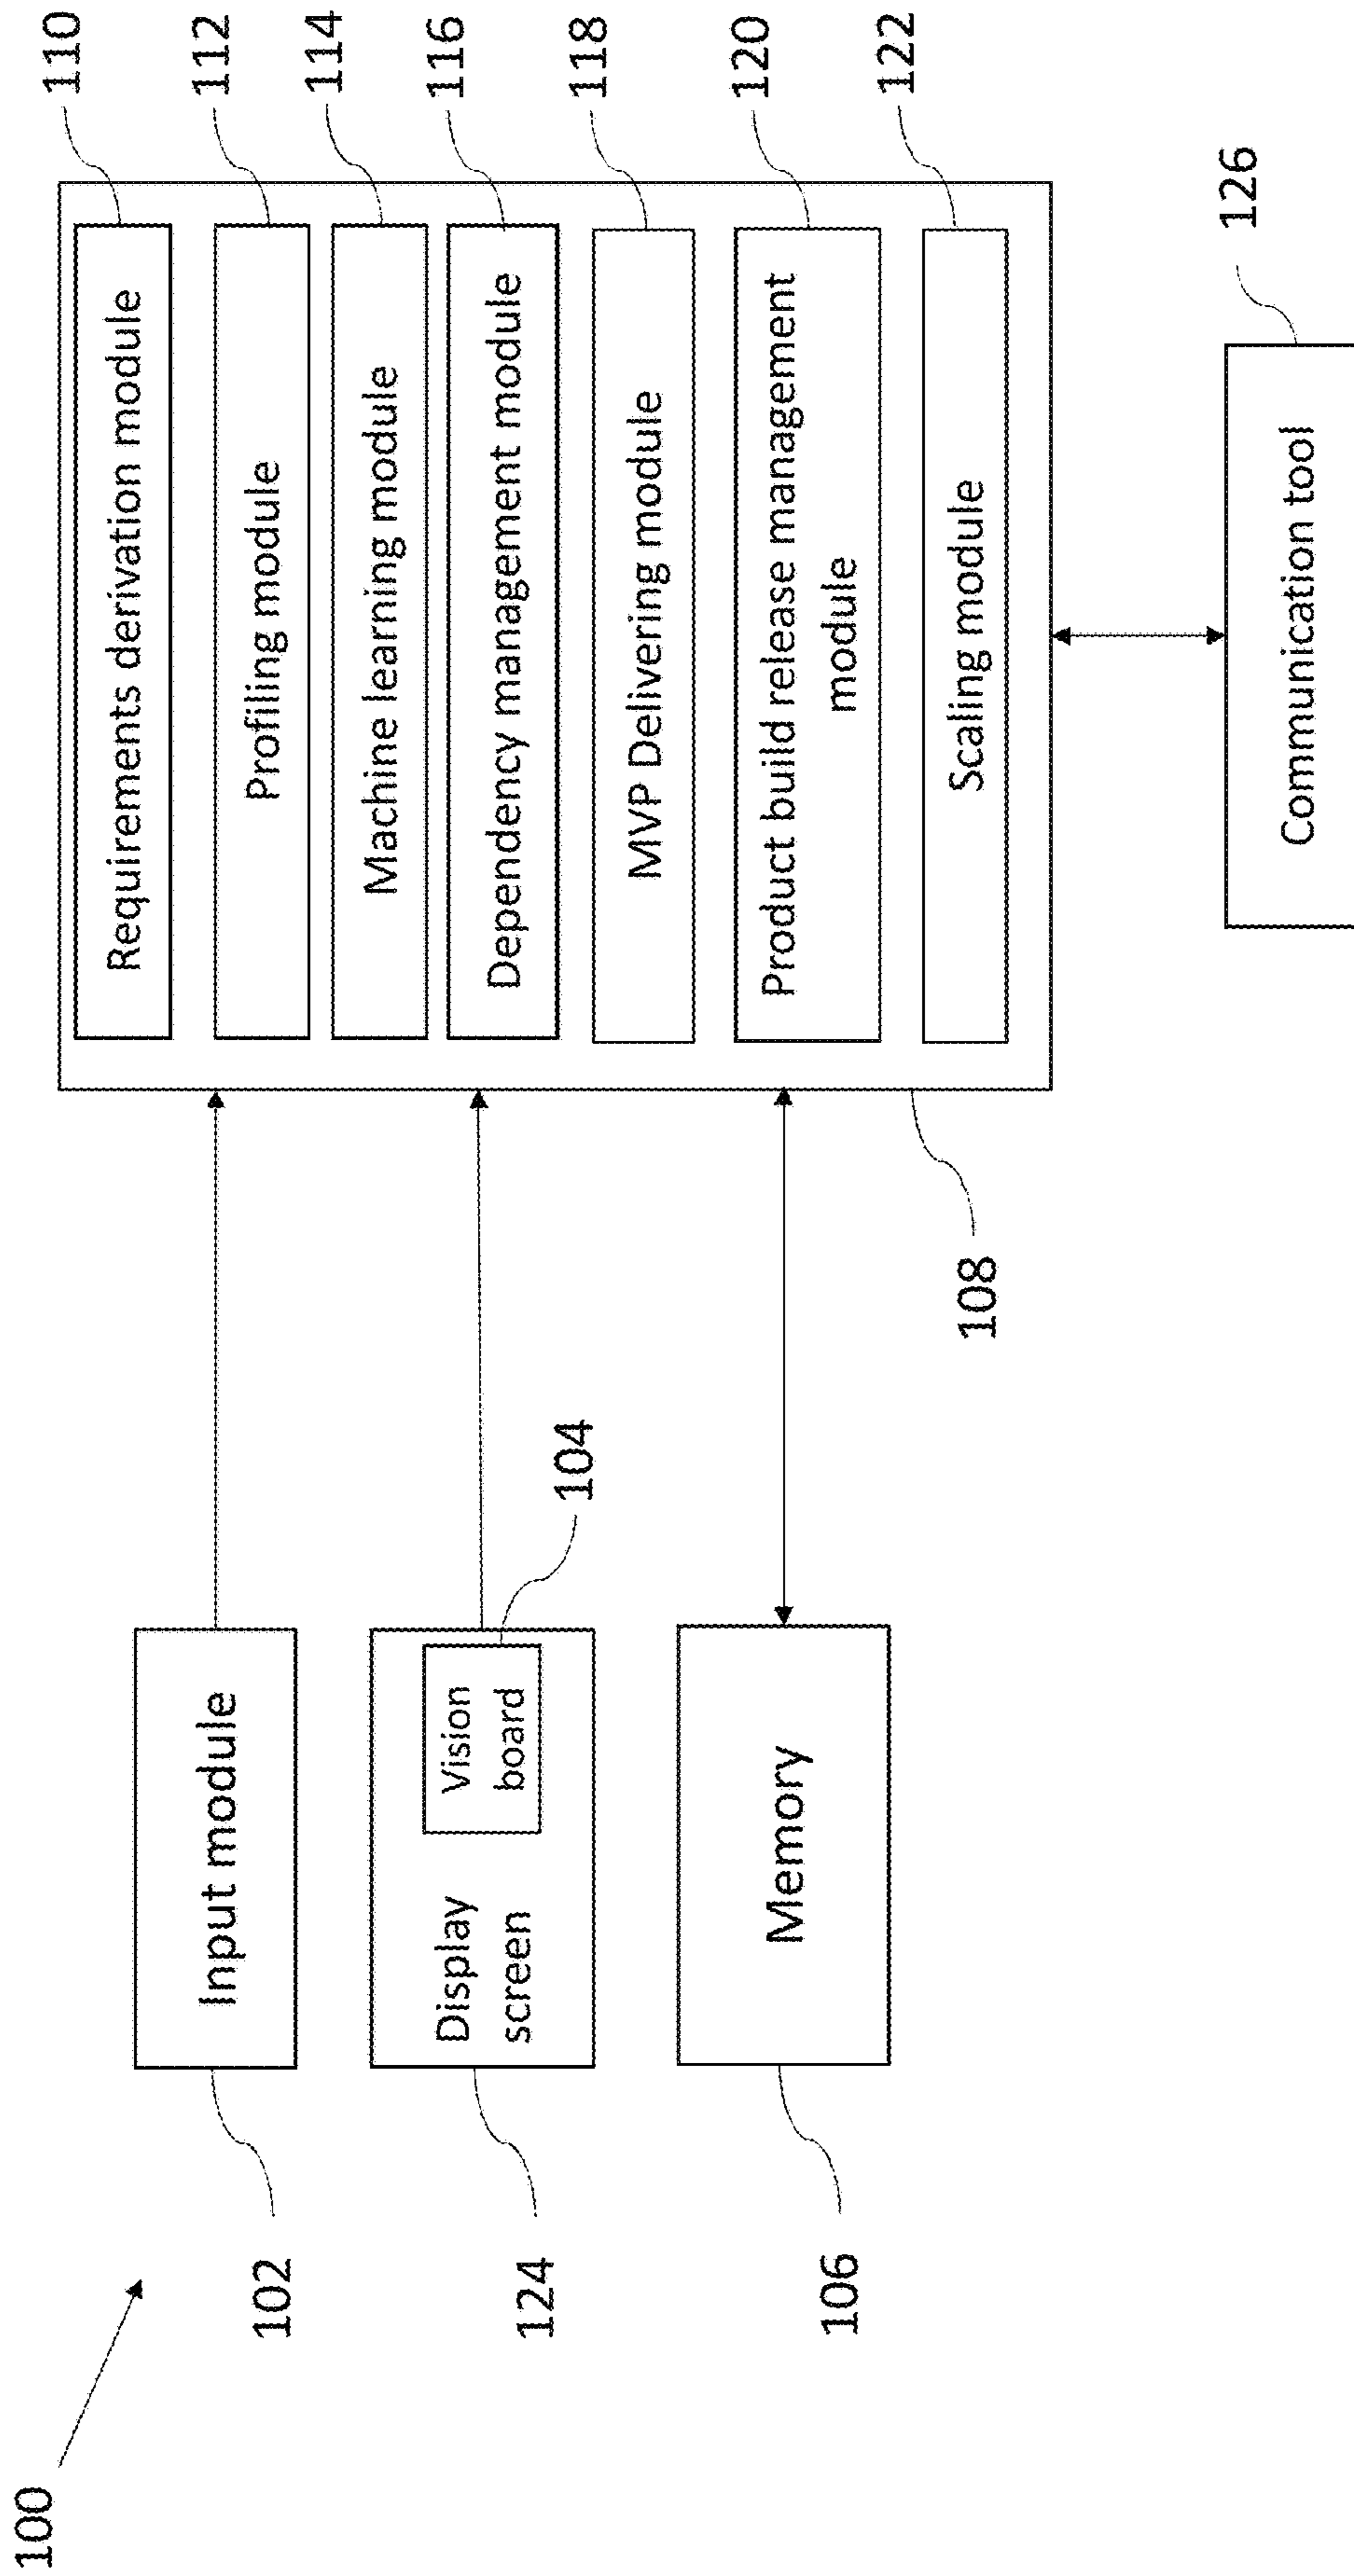 100
110
Requirements derivation module
112
Input module
Profiling module
102
114
Machine learning module
116
Display
screen
Vision
board
Dependency management module
124
104
118
MVP Delivering module
120
Memory
Product build release management
module
106
122
Scaling module
108
126
Communication tool